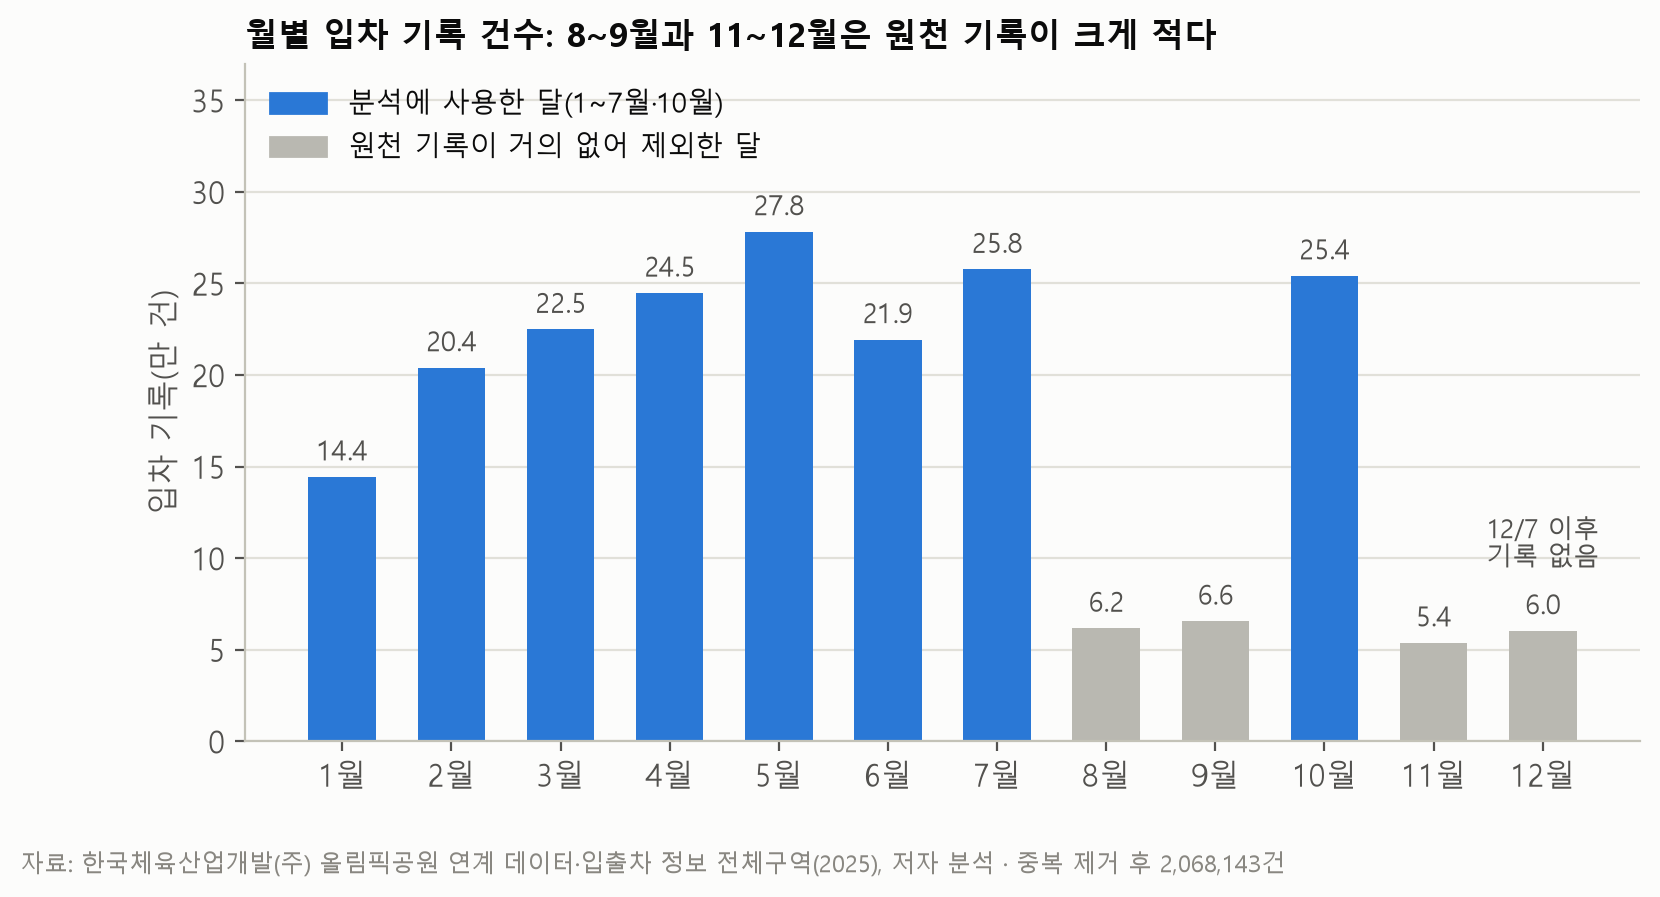 월별 입차 기록 건수: 8~9월과 11~12월은 원천 기록이 크게 적다
분석에 사용한 달(1~7월·10월)
원천 기록이 거의 없어 제외한 달
입차 기록(만 건)
35
30
25
20
15
10
5
0
14.4
20.4
22.5
24.5
27.8
21.9
25.8
6.2
6.6
25.4
5.4
12/7 이후
기록 없음
6.0
1월 2월 3월 4월 5월 6월 7월 8월 9월 10월 11월 12월
자료: 한국체육산업개발(주) 올림픽공원 연계 데이터·입출차 정보 전체구역(2025), 저자 분석 · 중복 제거 후 2,068,143건